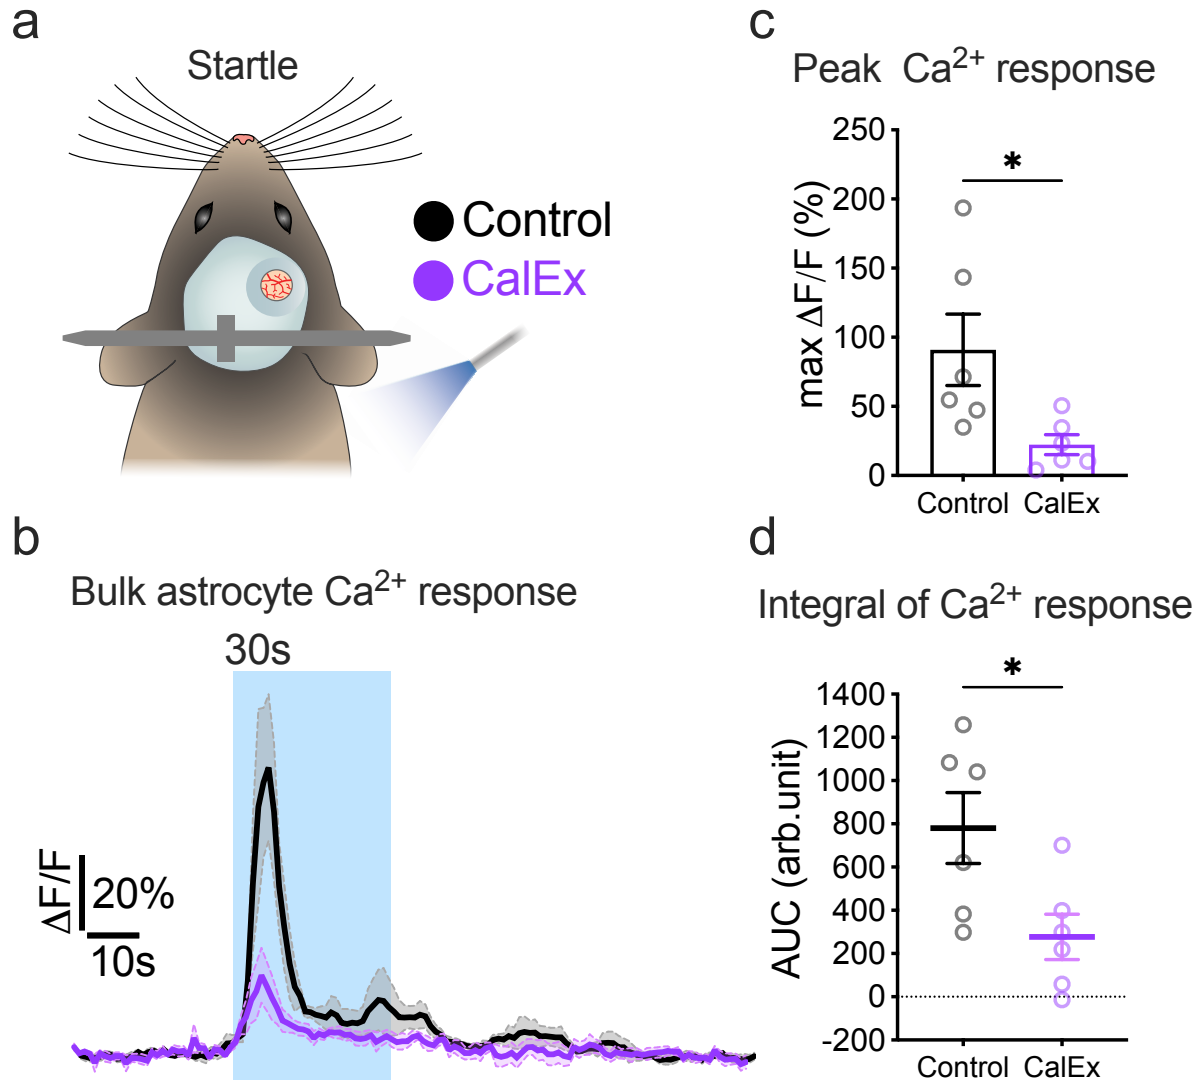 a
Startle
Control
CalEx
b
Bulk astrocyte Ca²⁺ response
30s
ΔF/F
20%
10s
c
Peak Ca²⁺ response
max ΔF/F (%)
250
200
150
100
50
0
*
Control CalEx
d
Integral of Ca²⁺ response
AUC (arb.unit)
1400
1200
1000
800
600
400
200
0
-200
*
Control CalEx